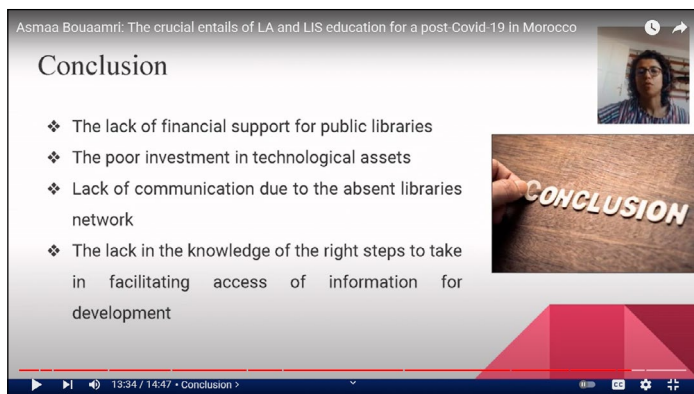 Asmaa Bouaamri: The crucial entails of LA and LIS education for a post-Covid-19 in Morocco
Conclusion
❖ The lack of financial support for public libraries
❖ The poor investment in technological assets
❖ Lack of communication due to the absent libraries
network
❖ The lack in the knowledge of the right steps to take
in facilitating access of information for
development
CONCLUSION
13:34 / 14:47 • Conclusion >
CC